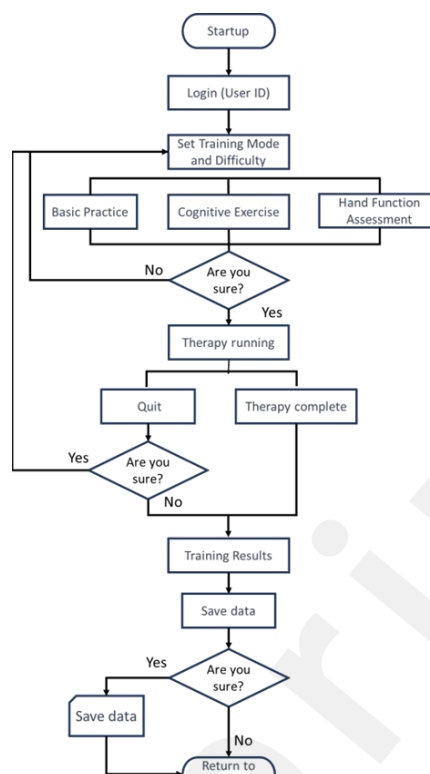 Startup
Login (User ID)
Set Training Mode
and Difficulty
Basic Practice
Cognitive Exercise
Hand Function
Assessment
No
Are you
sure?
Yes
Therapy running
Quit
Therapy complete
Yes
Are you
sure?
No
Training Results
Save data
Yes
Are you
sure?
Save data
No
Return to